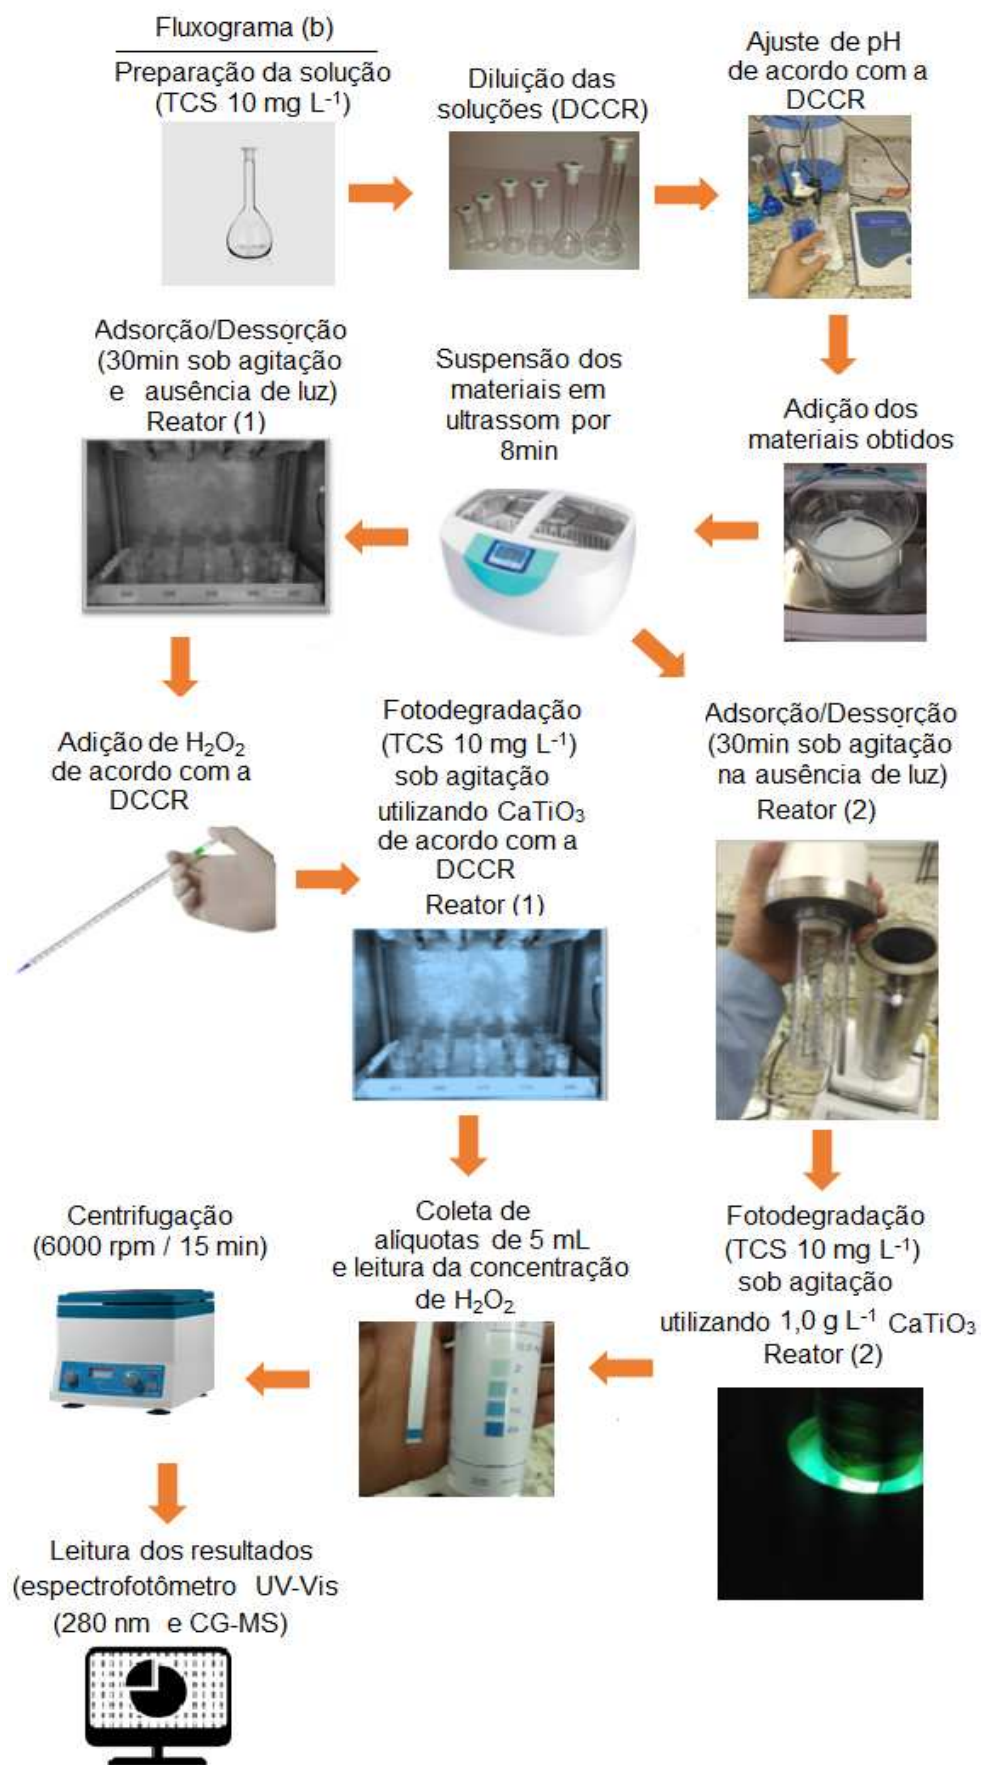 Fluxograma (b)
Preparação da solução
(TCS 10 mg L⁻¹)
Diluição das
soluções (DCCR)
Ajuste de pH
de acordo com a
DCCR
Adição dos
materiais obtidos
Suspensão dos
materiais em
ultrassom por
8min
Adsorção/Dessorção
(30min sob agitação
e ausência de luz)
Reator (1)
Adição de H₂O₂
de acordo com a
DCCR
Fotodegradação
(TCS 10 mg L⁻¹)
sob agitação
utilizando CaTiO₃
de acordo com a
DCCR
Reator (1)
Adsorção/Dessorção
(30min sob agitação
na ausência de luz)
Reator (2)
Fotodegradação
(TCS 10 mg L⁻¹)
sob agitação
utilizando 1,0 g L⁻¹ CaTiO₃
Reator (2)
Coleta de
alíquotas de 5 mL
e leitura da concentração
de H₂O₂
Centrifugação
(6000 rpm / 15 min)
Leitura dos resultados
(espectrofotômetro UV-Vis
(280 nm e CG-MS)